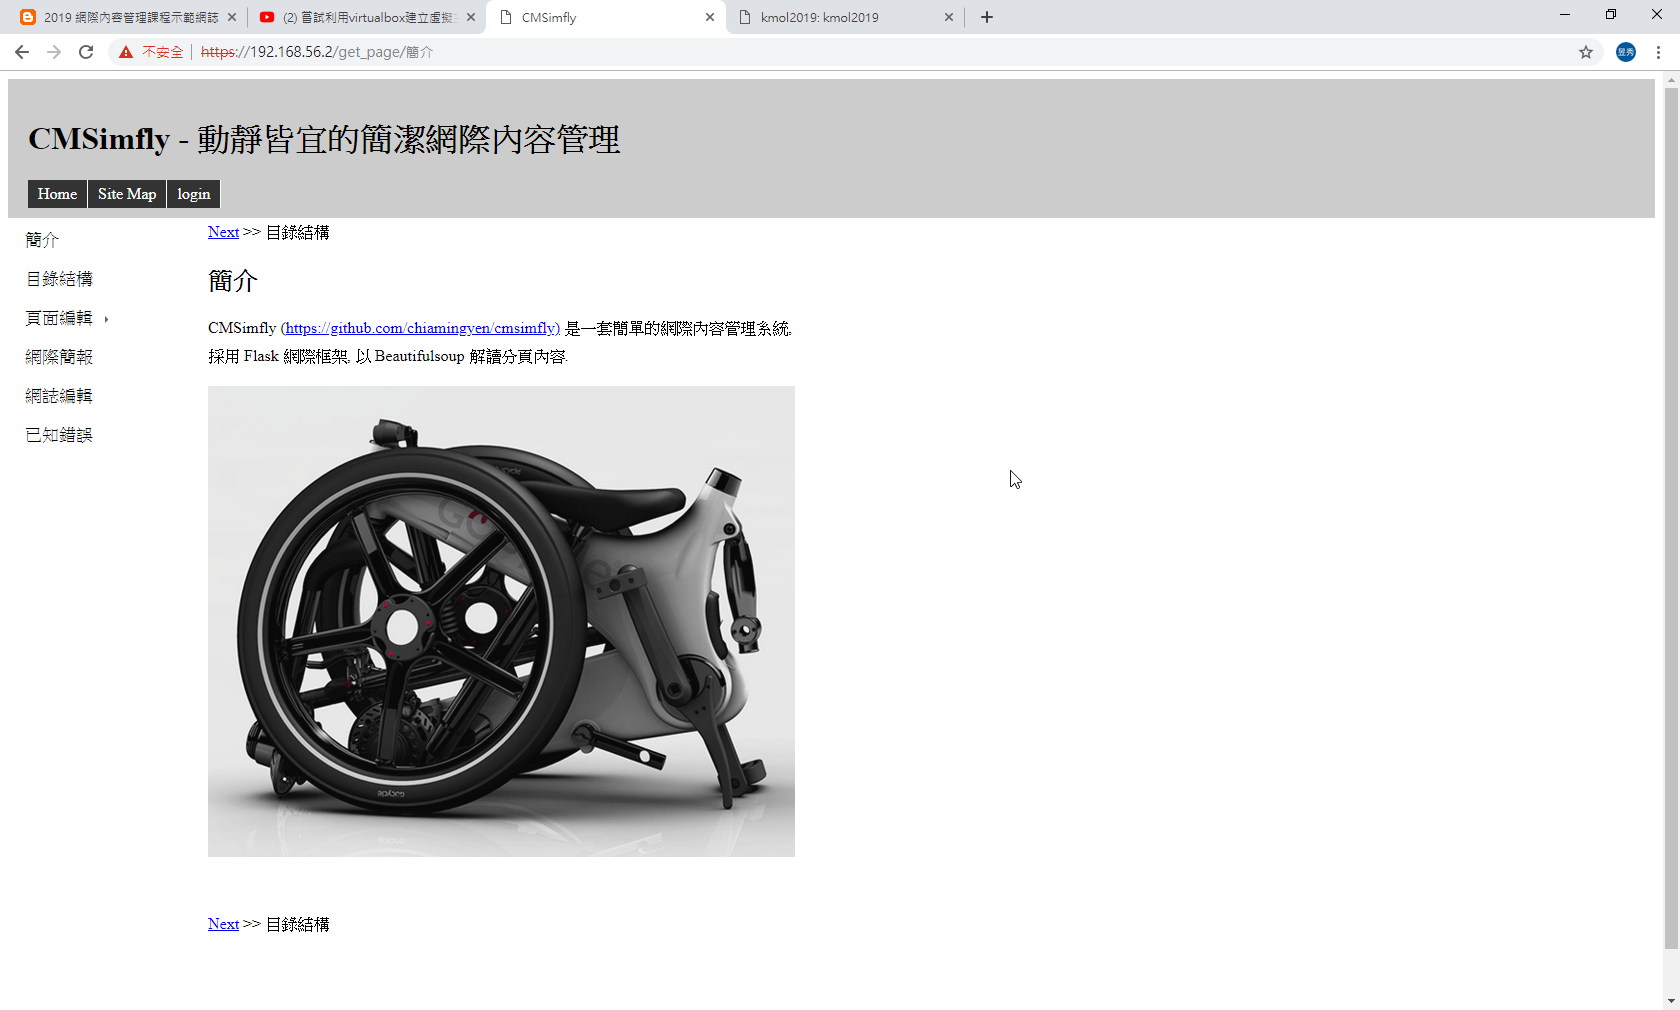 2019 網際內容管理課程示範網誌
(2) 嘗試利用virtualbox建立虛擬主
CMSimfly
kmol2019: kmol2019
不安全 | https://192.168.56.2/get_page/簡介
昱秀
CMSimfly - 動靜皆宜的簡潔網際內容管理
Home Site Map login
簡介
目錄結構
頁面編輯
網際簡報
網誌編輯
已知錯誤
Next >> 目錄結構
簡介
CMSimfly (https://github.com/chiamingyen/cmsimfly) 是一套簡單的網際內容管理系統,
採用 Flask 網際框架, 以 Beautifulsoup 解讀分頁內容.
GOCYCLE
Next >> 目錄結構